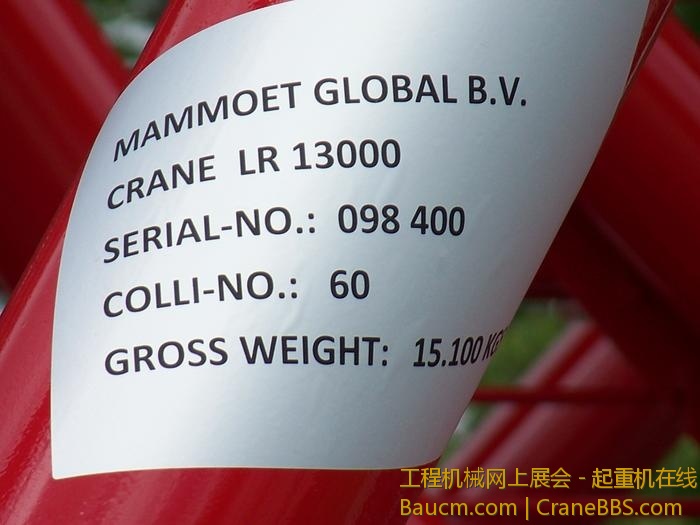 MAMMOET GLOBAL B.V.
CRANE LR 13000
SERIAL-NO.: 098 400
COLLI-NO.: 60
GROSS WEIGHT: 15.100 KG
工程机械网上展会 - 起重机在线
Baucm.com | CraneBBS.com